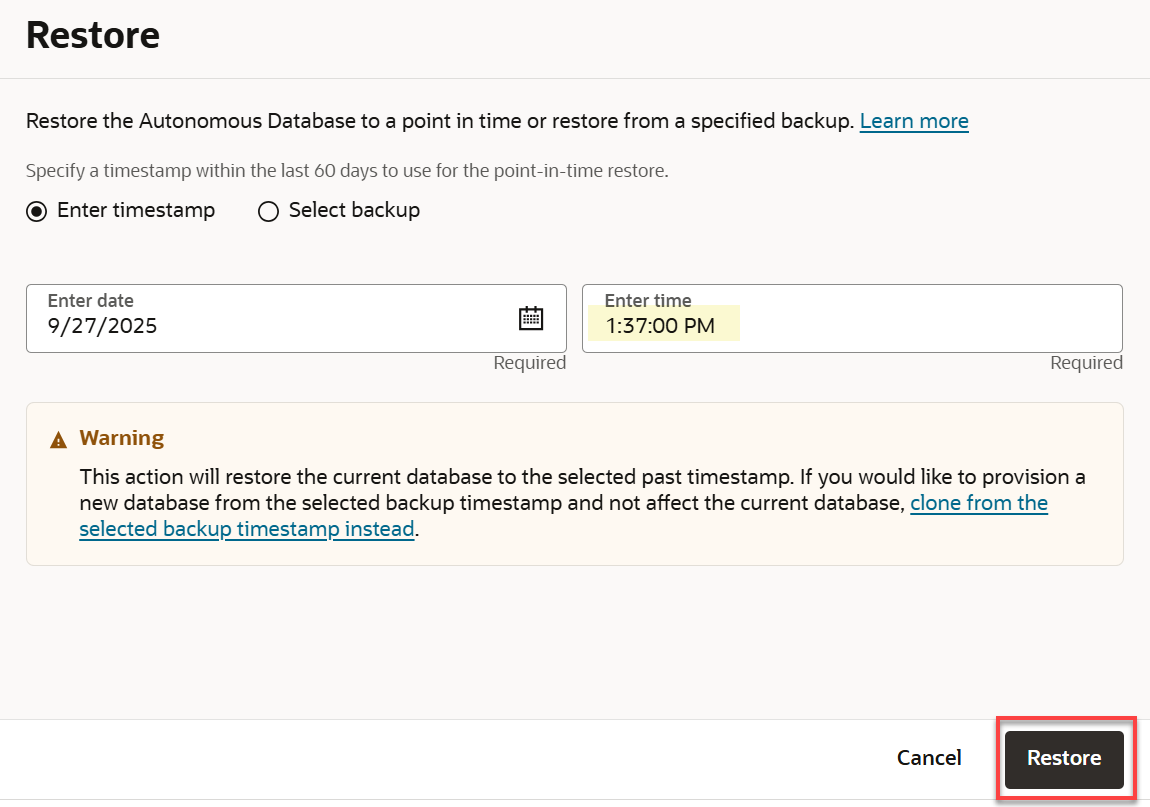 Restore
Restore the Autonomous Database to a point in time or restore from a specified backup. Learn more
Specify a timestamp within the last 60 days to use for the point-in-time restore.
Enter timestamp Select backup
Enter date Enter time
9/27/2025 1:37:00 PM
Required Required
Warning
This action will restore the current database to the selected past timestamp. If you would like to provision a
new database from the selected backup timestamp and not affect the current database, clone from the
selected backup timestamp instead.
Cancel Restore